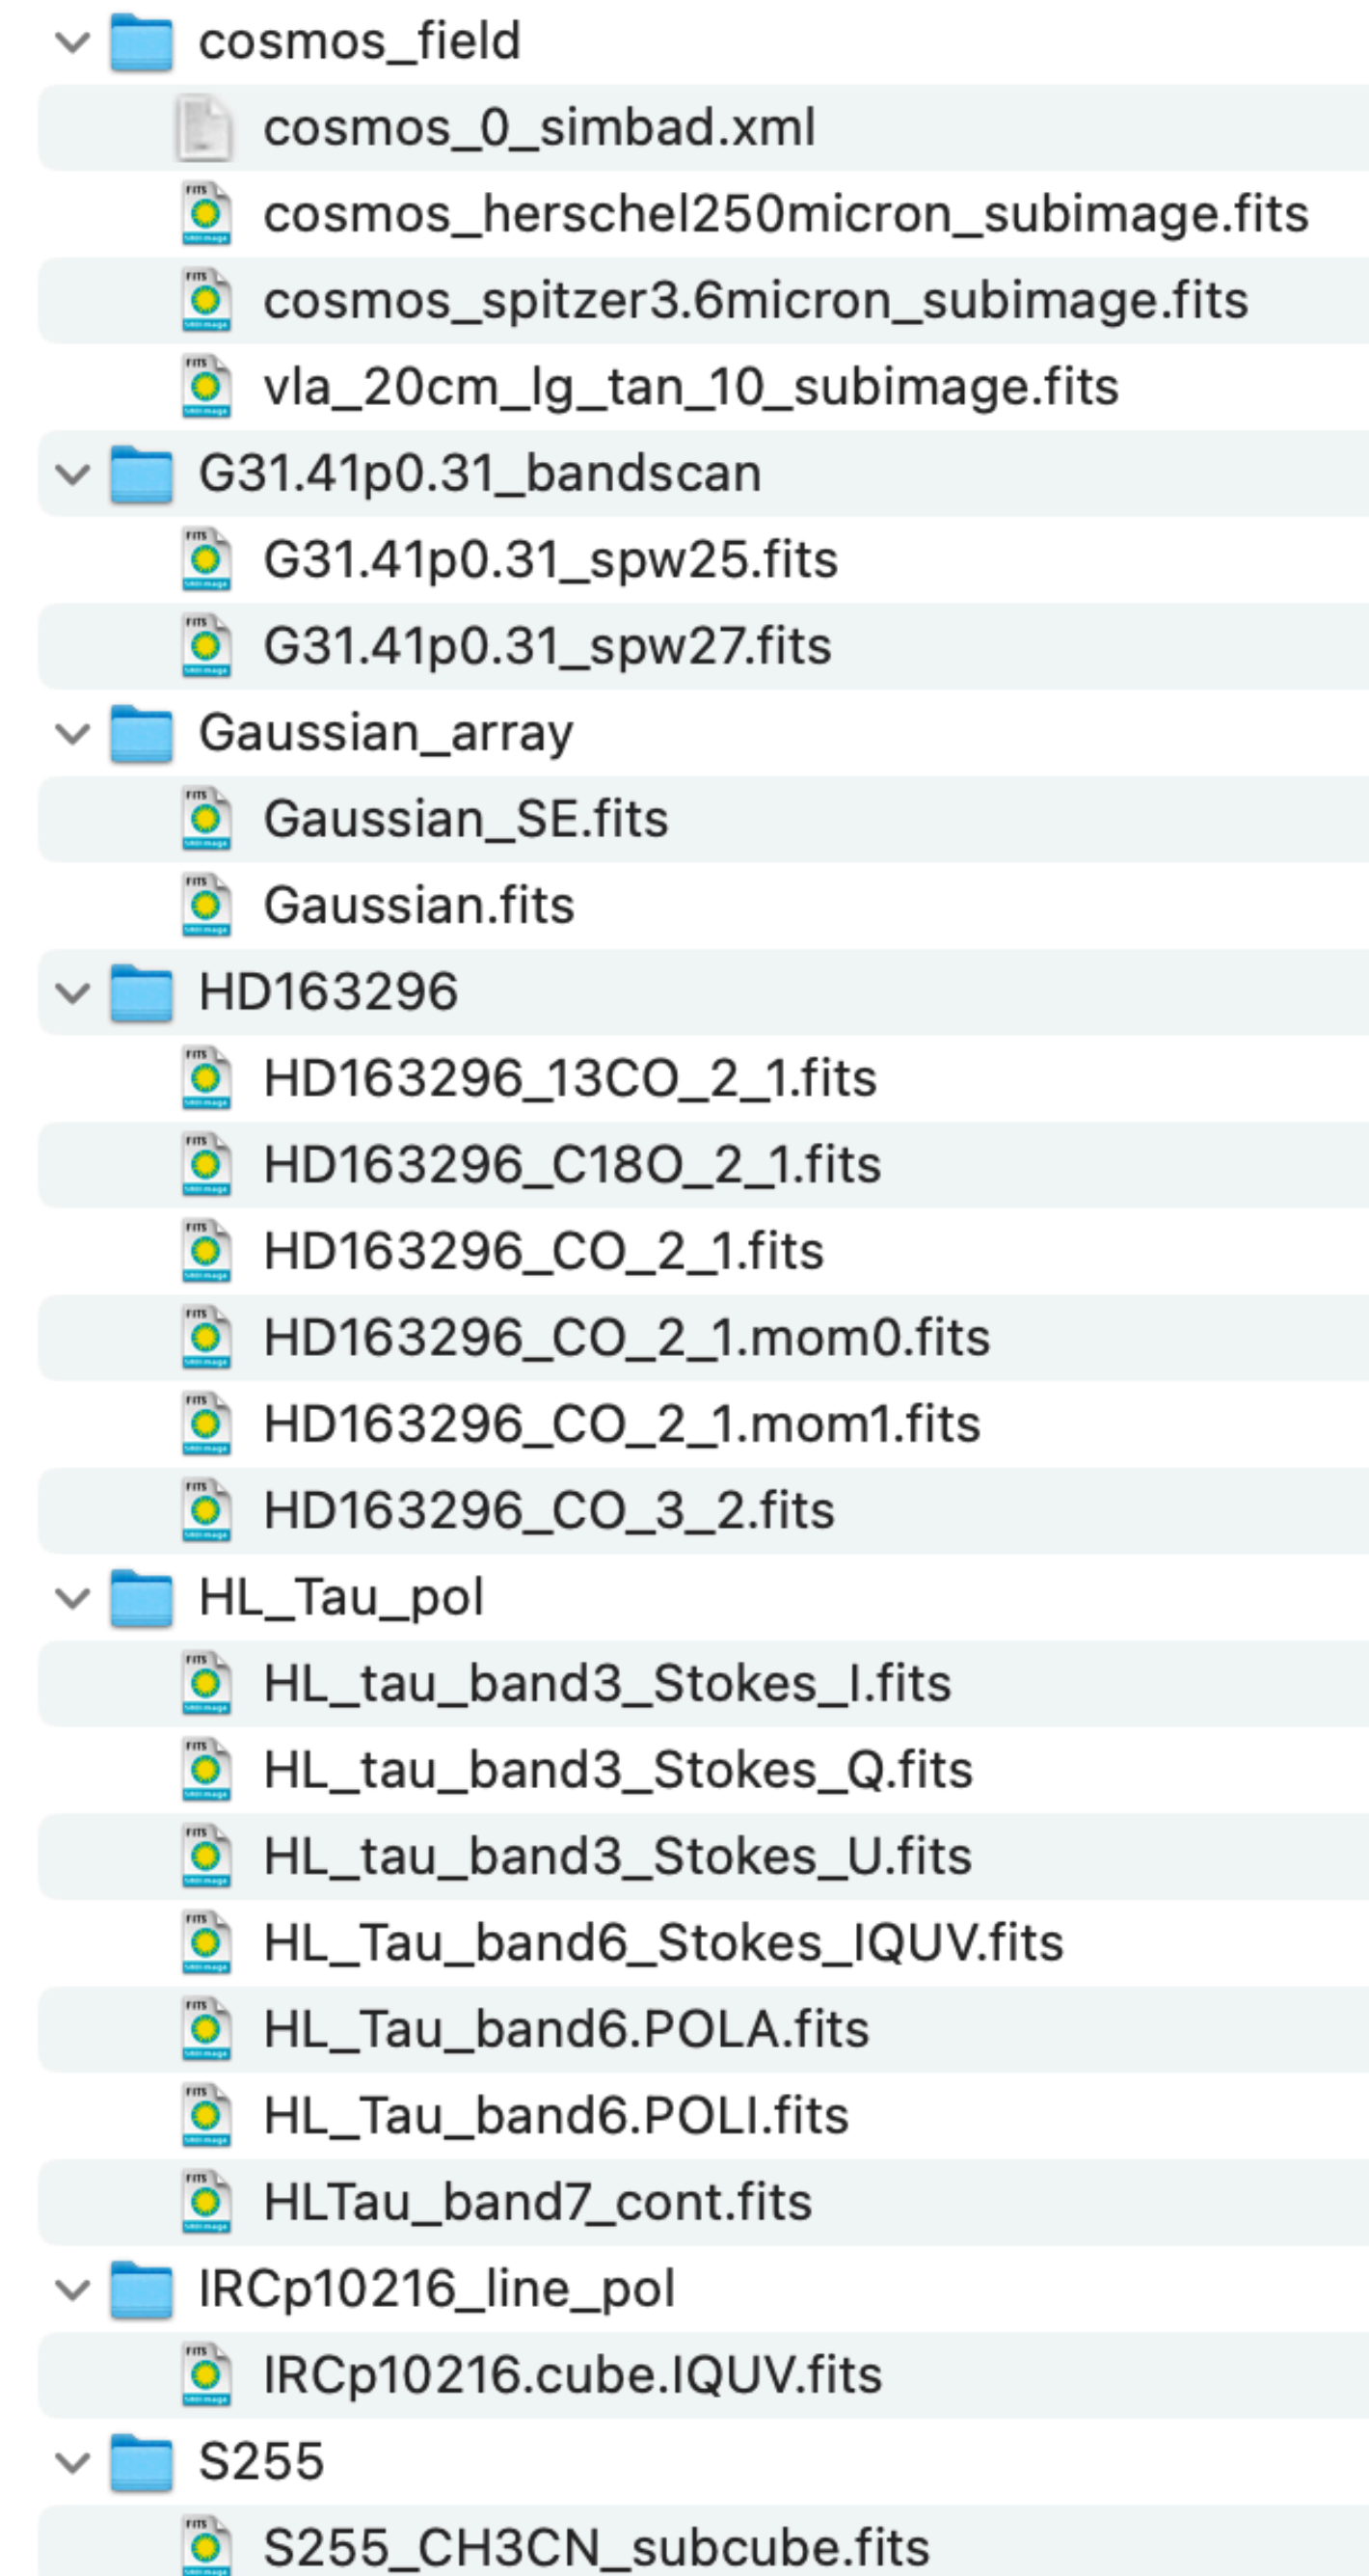 cosmos_field
cosmos_0_simbad.xml
cosmos_herschel250micron_subimage.fits
cosmos_spitzer3.6micron_subimage.fits
vla_20cm_lg_tan_10_subimage.fits
G31.41p0.31_bandscan
G31.41p0.31_spw25.fits
G31.41p0.31_spw27.fits
Gaussian_array
Gaussian_SE.fits
Gaussian.fits
HD163296
HD163296_13CO_2_1.fits
HD163296_C18O_2_1.fits
HD163296_CO_2_1.fits
HD163296_CO_2_1.mom0.fits
HD163296_CO_2_1.mom1.fits
HD163296_CO_3_2.fits
HL_Tau_pol
HL_tau_band3_Stokes_I.fits
HL_tau_band3_Stokes_Q.fits
HL_tau_band3_Stokes_U.fits
HL_Tau_band6_Stokes_IQUV.fits
HL_Tau_band6.POLA.fits
HL_Tau_band6.POLI.fits
HLTau_band7_cont.fits
IRCp10216_line_pol
IRCp10216.cube.IQUV.fits
S255
S255_CH3CN_subcube.fits